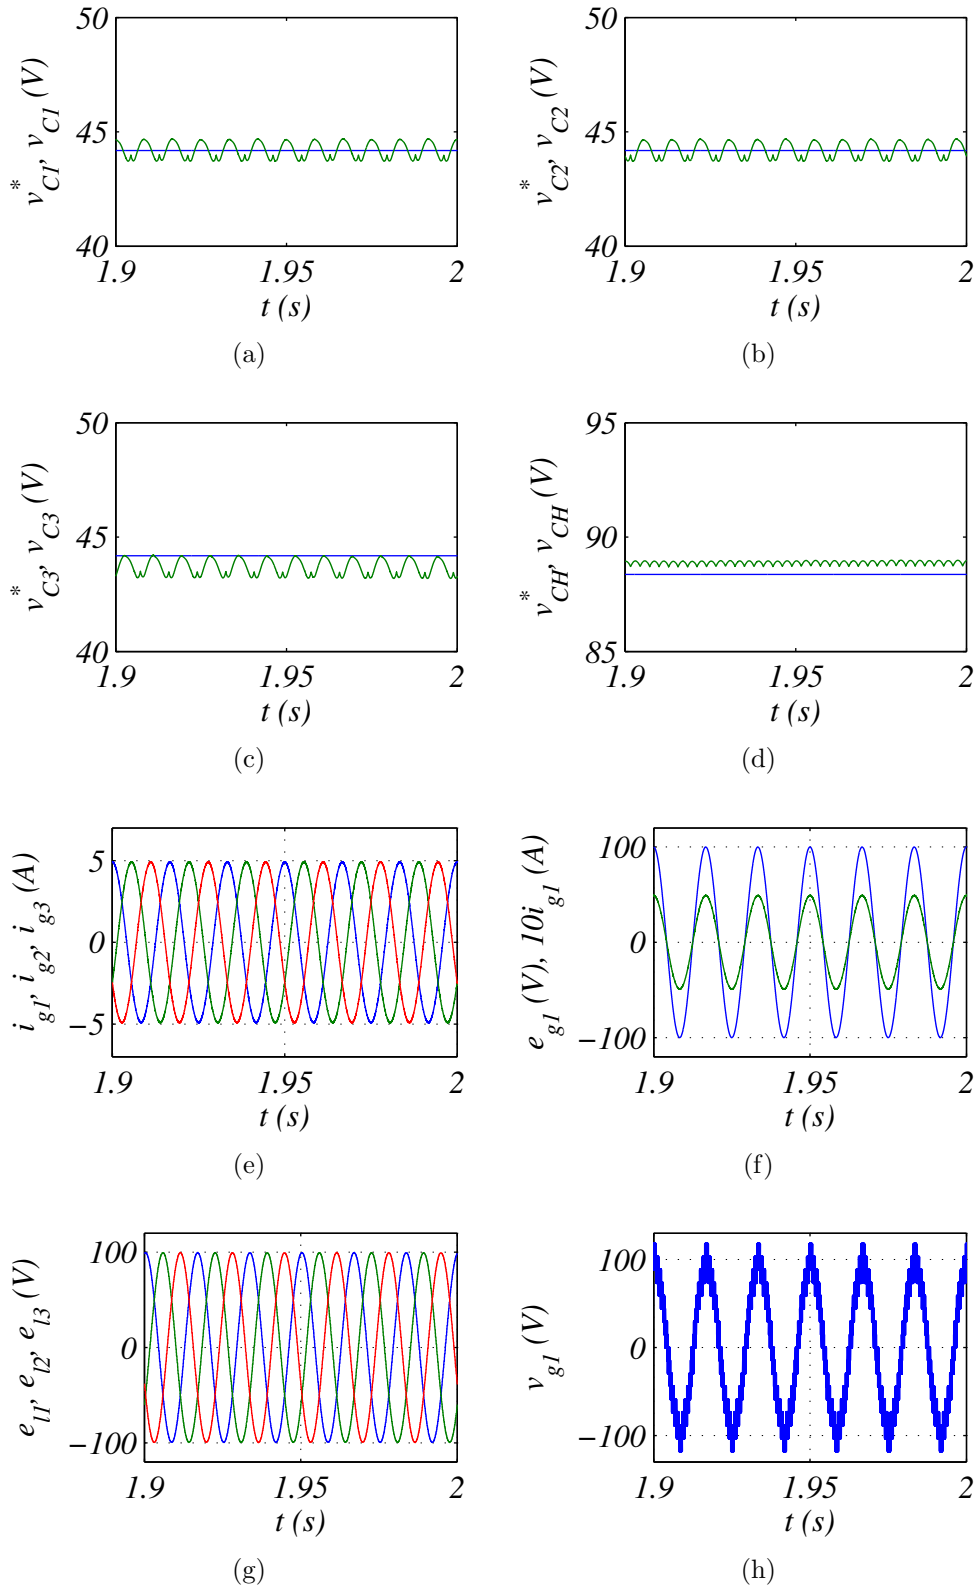 50
45
40
v*C1, vC1 (V)
1.9 1.95 2
t (s)
(a)
50
45
40
v*C2, vC2 (V)
1.9 1.95 2
t (s)
(b)
50
45
40
v*C3, vC3 (V)
1.9 1.95 2
t (s)
(c)
95
90
85
v*CH, vCH (V)
1.9 1.95 2
t (s)
(d)
5
0
−5
ig1, ig2, ig3 (A)
1.9 1.95 2
t (s)
(e)
100
0
−100
eg1 (V), 10ig1 (A)
1.9 1.95 2
t (s)
(f)
100
0
−100
el1, el2, el3 (V)
1.9 1.95 2
t (s)
(g)
100
0
−100
vg1 (V)
1.9 1.95 2
t (s)
(h)